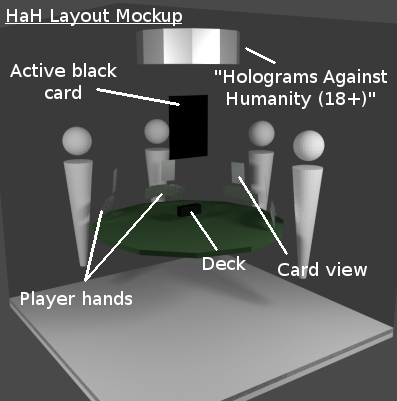 HaH Layout Mockup
Active black
card
"Holograms Against
Humanity (18+)"
Deck
Card view
Player hands